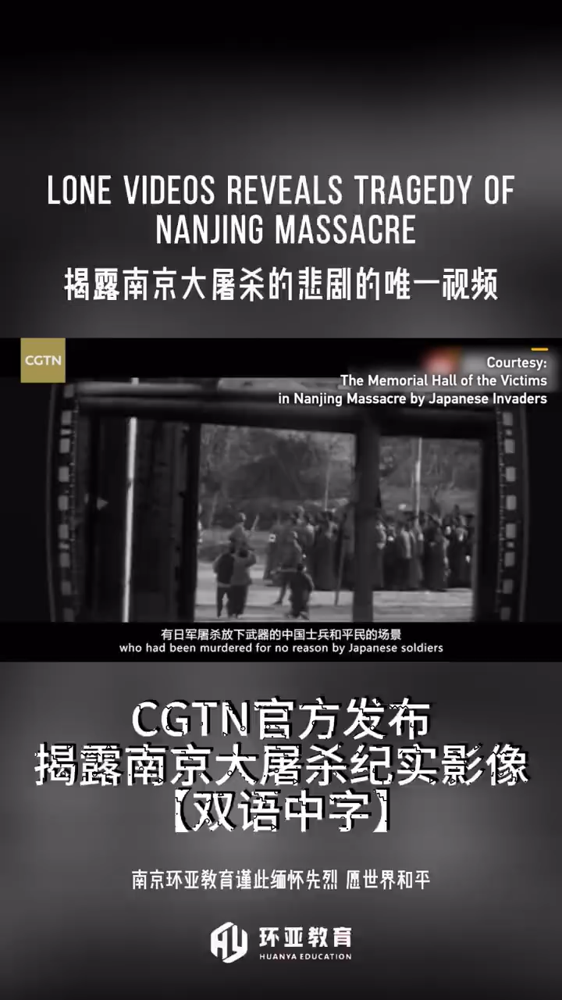 LONE VIDEOS REVEALS TRAGEDY OF
NANJING MASSACRE
揭露南京大屠杀的悲剧的唯一视频
CGTN
Courtesy:
The Memorial Hall of the Victims
in Nanjing Massacre by Japanese Invaders
有日军屠杀放下武器的中国士兵和平民的场景
who had been murdered for no reason by Japanese soldiers
CGTN官方发布
揭露南京大屠杀纪实影像
【双语中字】
南京环亚教育谨此缅怀先烈 愿世界和平
环亚教育
HUANYA EDUCATION